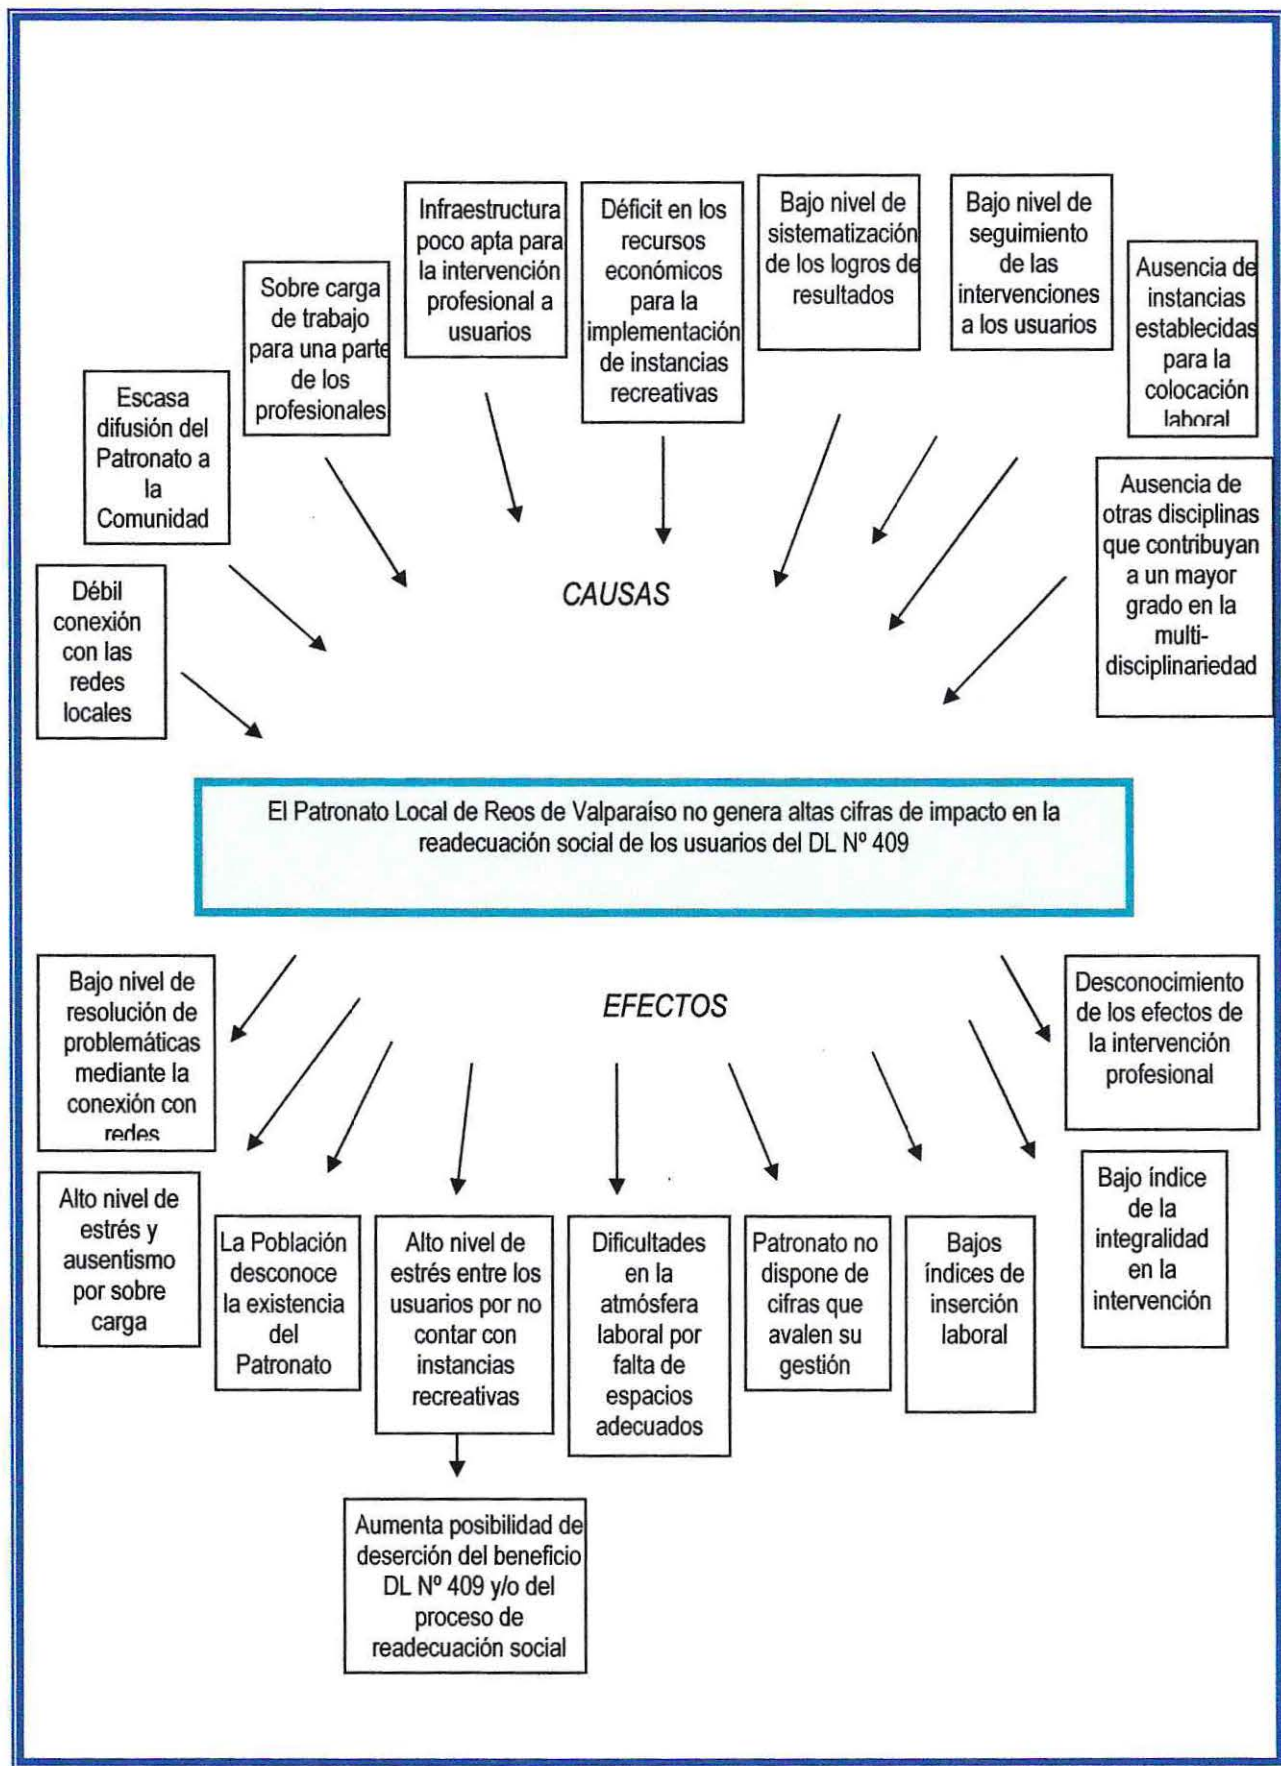 Infraestructura
poco apta para
la intervención
profesional a
usuarios
Déficit en los
recursos
económicos
para la
implementación
de instancias
recreativas
Bajo nivel de
sistematización
de los logros de
resultados
Bajo nivel de
seguimiento
de las
intervenciones
a los usuarios
Ausencia de
instancias
establecidas
para la
colocación
laboral
Sobre carga
de trabajo
para una parte
de los
profesionales
Escasa
difusión del
Patronato a
la
Comunidad
Débil
conexión
con las
redes
locales
Ausencia de
otras disciplinas
que contribuyan
a un mayor
grado en la
multi-
disciplinariedad
CAUSAS
El Patronato Local de Reos de Valparaíso no genera altas cifras de impacto en la
readecuación social de los usuarios del DL Nº 409
EFECTOS
Bajo nivel de
resolución de
problemáticas
mediante la
conexión con
redes
Desconocimiento
de los efectos de
la intervención
profesional
Alto nivel de
estrés y
ausentismo
por sobre
carga
La Población
desconoce
la existencia
del
Patronato
Alto nivel de
estrés entre los
usuarios por no
contar con
instancias
recreativas
Dificultades
en la
atmósfera
laboral por
falta de
espacios
adecuados
Patronato no
dispone de
cifras que
avalen su
gestión
Bajos
índices de
inserción
laboral
Bajo índice
de la
integralidad
en la
intervención
Aumenta posibilidad de
deserción del beneficio
DL Nº 409 y/o del
proceso de
readecuación social